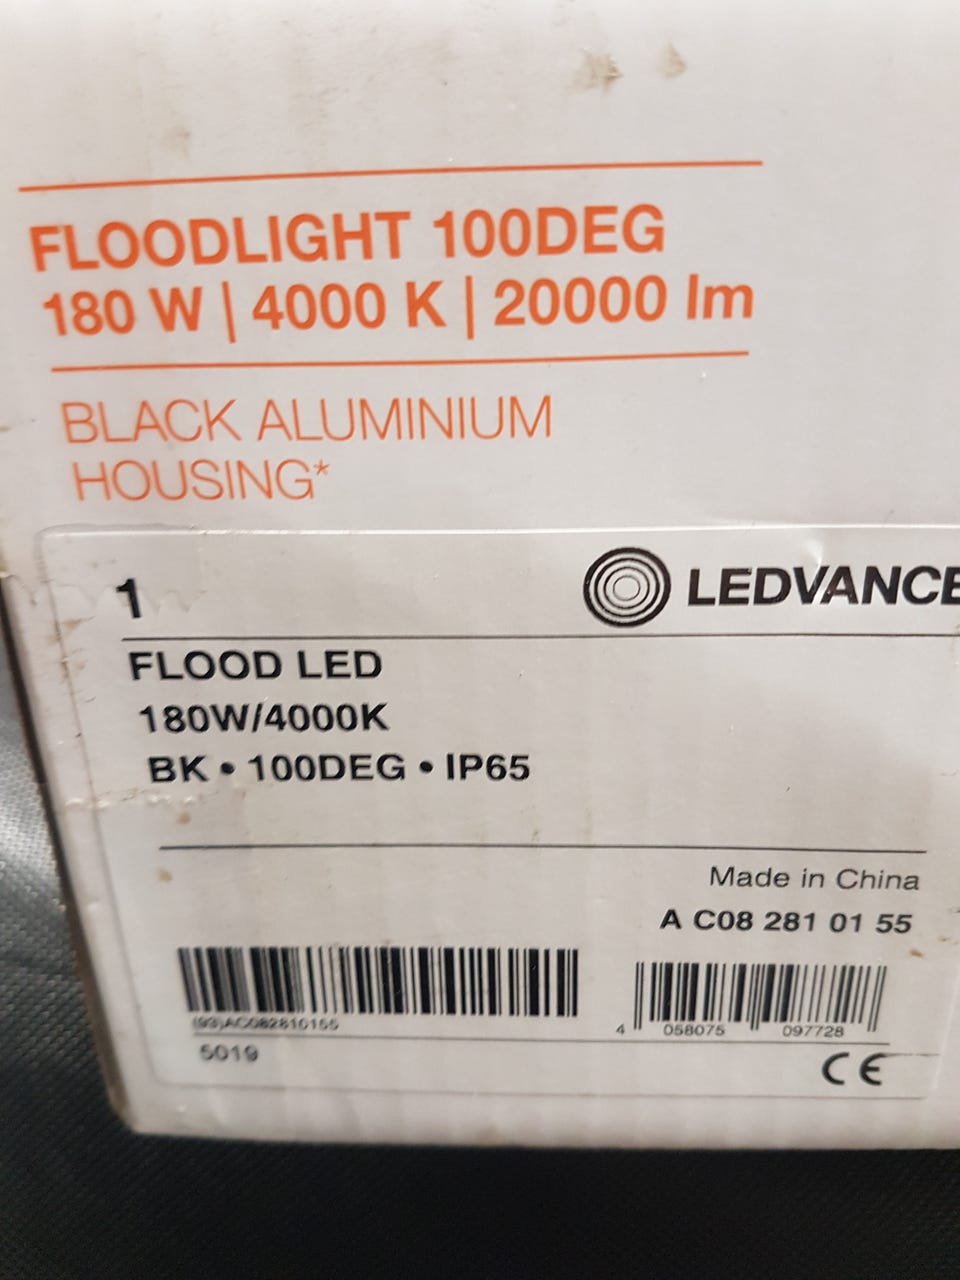 FLOODLIGHT 100DEG
180 W | 4000 K | 20000 lm
BLACK ALUMINIUM
HOUSING*
1
LEDVANCE
FLOOD LED
180W/4000K
BK • 100DEG • IP65
Made in China
A C08 281 01 55
(93)AC082810155
4 058075 097728
5019
CE